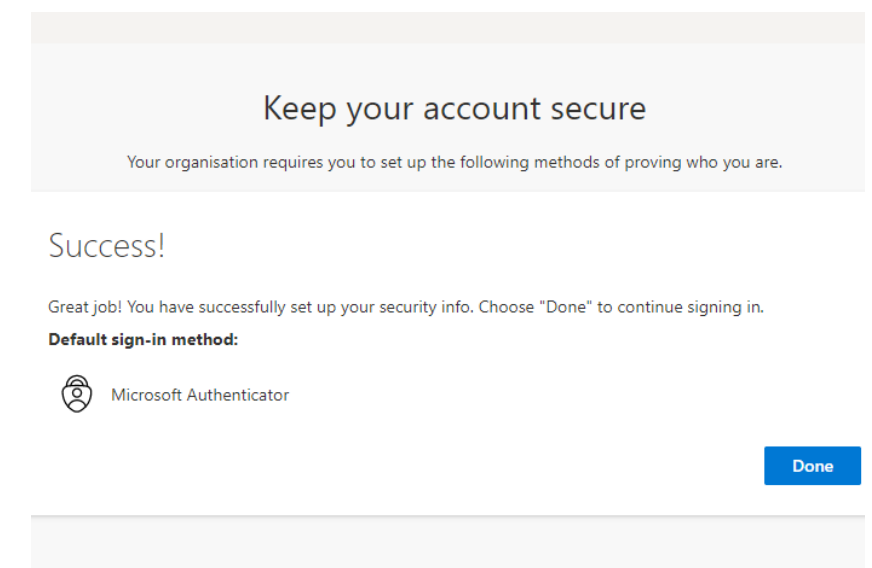 Keep your account secure
Your organisation requires you to set up the following methods of proving who you are.
Success!
Great job! You have successfully set up your security info. Choose "Done" to continue signing in.
Default sign-in method:
Microsoft Authenticator
Done